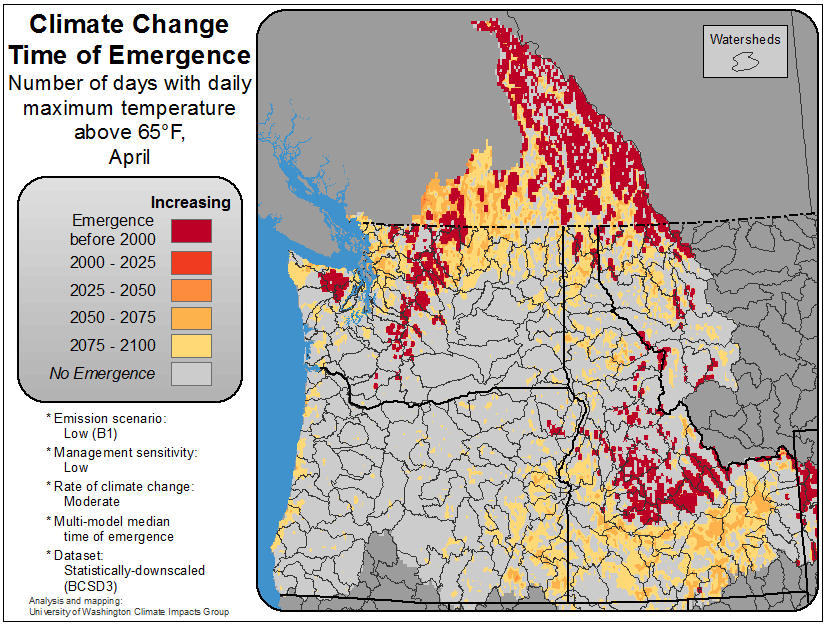 Climate Change
Time of Emergence
Number of days with daily
maximum temperature
above 65°F,
April
Watersheds
Increasing
Emergence
before 2000
2000 - 2025
2025 - 2050
2050 - 2075
2075 - 2100
No Emergence
* Emission scenario:
Low (B1)
* Management sensitivity:
Low
* Rate of climate change:
Moderate
* Multi-model median
time of emergence
* Dataset:
Statistically-downscaled
(BCSD3)
Analysis and mapping:
University of Washington Climate Impacts Group